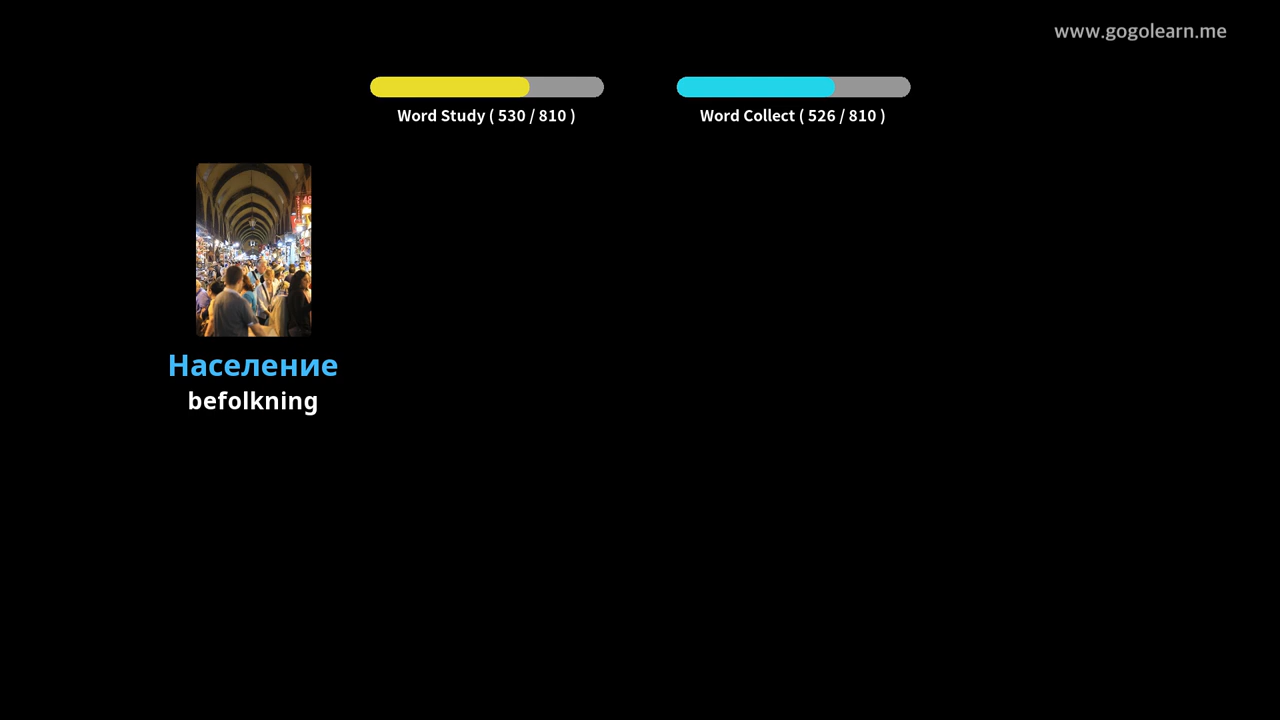 www.gogolearn.me
Word Study ( 530 / 810 )
Word Collect ( 526 / 810 )
Население
befolkning